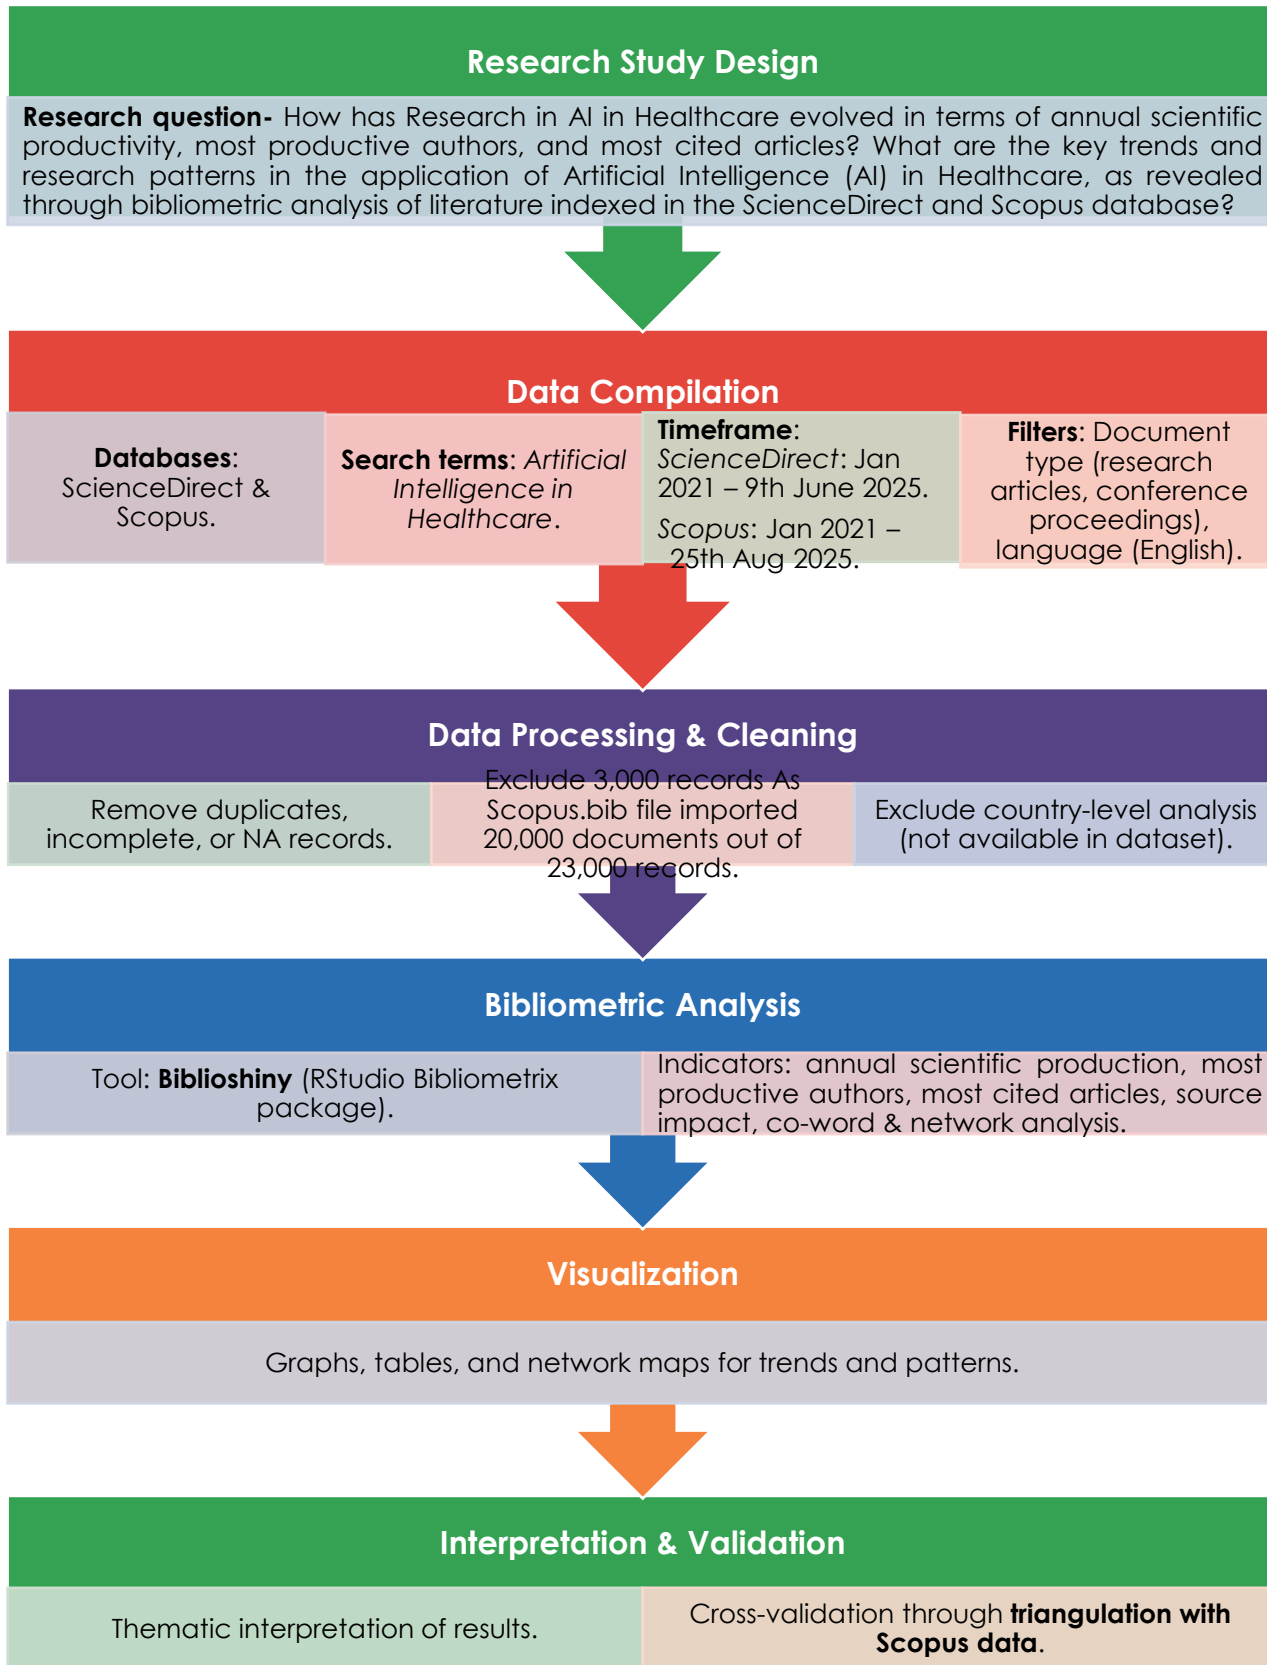 Research Study Design
Research question- How has Research in AI in Healthcare evolved in terms of annual scientific
productivity, most productive authors, and most cited articles? What are the key trends and
research patterns in the application of Artificial Intelligence (AI) in Healthcare, as revealed
through bibliometric analysis of literature indexed in the ScienceDirect and Scopus database?
Data Compilation
Databases:
ScienceDirect &
Scopus.
Search terms: Artificial
Intelligence in
Healthcare.
Timeframe:
ScienceDirect: Jan
2021 – 9th June 2025.
Scopus: Jan 2021 –
25th Aug 2025.
Filters: Document
type (research
articles, conference
proceedings),
language (English).
Data Processing & Cleaning
Remove duplicates,
incomplete, or NA records.
Exclude 3,000 records As
Scopus.bib file imported
20,000 documents out of
23,000 records.
Exclude country-level analysis
(not available in dataset).
Bibliometric Analysis
Tool: Biblioshiny (RStudio Bibliometrix
package).
Indicators: annual scientific production, most
productive authors, most cited articles, source
impact, co-word & network analysis.
Visualization
Graphs, tables, and network maps for trends and patterns.
Interpretation & Validation
Thematic interpretation of results.
Cross-validation through triangulation with
Scopus data.